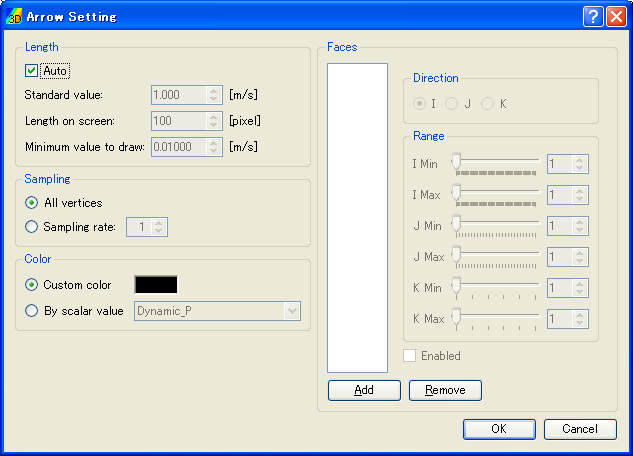 3D Arrow Setting
Length
Auto
Standard value: 1.000 [m/s]
Length on screen: 100 [pixel]
Minimum value to draw: 0.01000 [m/s]
Sampling
All vertices
Sampling rate: 1
Color
Custom color
By scalar value Dynamic_P
Faces
Direction
I J K
Range
I Min 1
I Max 1
J Min 1
J Max 1
K Min 1
K Max 1
Enabled
Add Remove
OK Cancel